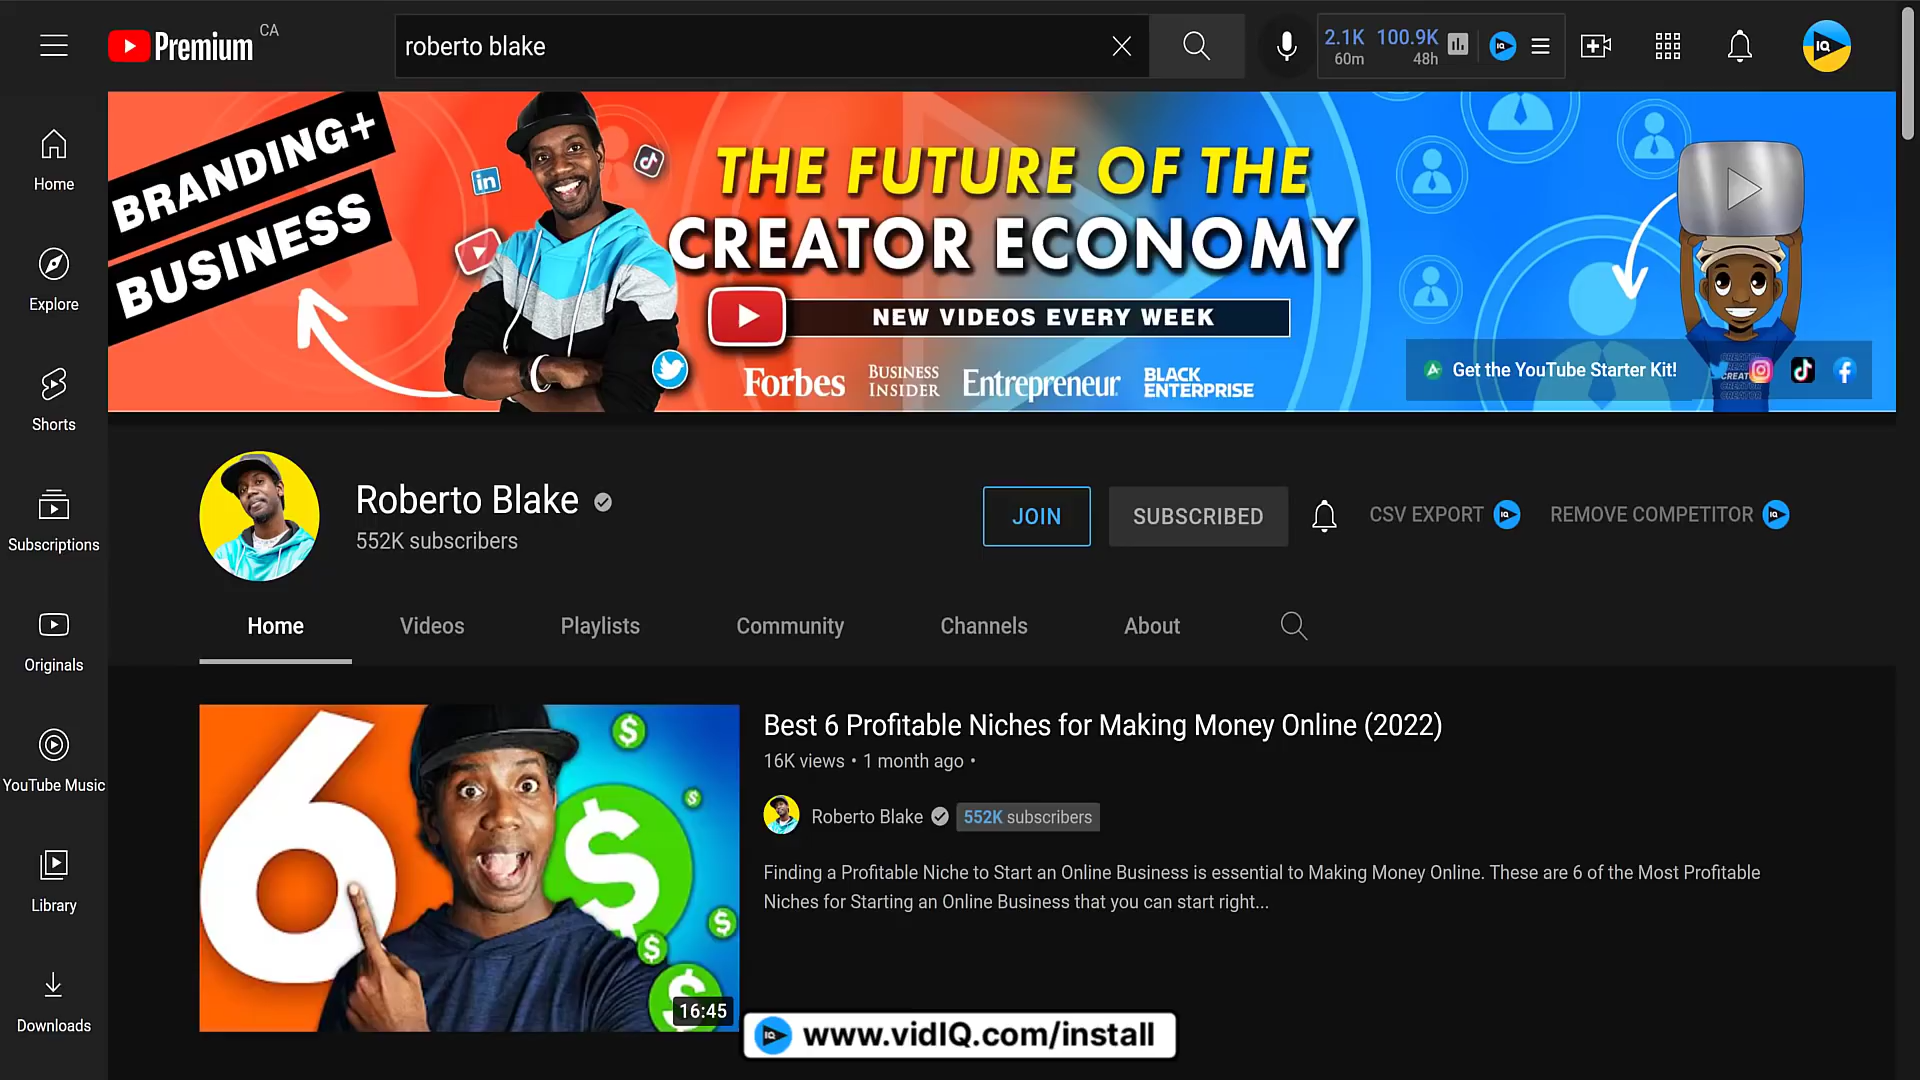 Premium CA
roberto blake
2.1K 100.9K
60m 48h
Home
Explore
Shorts
Subscriptions
Originals
YouTube Music
Library
Downloads
BRANDING+
BUSINESS
in
THE FUTURE OF THE
CREATOR ECONOMY
NEW VIDEOS EVERY WEEK
Forbes BUSINESS INSIDER Entrepreneur BLACK ENTERPRISE
Get the YouTube Starter Kit!
Roberto Blake
552K subscribers
JOIN SUBSCRIBED CSV EXPORT IQ REMOVE COMPETITOR IQ
Home Videos Playlists Community Channels About
6
16:45
Best 6 Profitable Niches for Making Money Online (2022)
16K views • 1 month ago •
Roberto Blake 552K subscribers
Finding a Profitable Niche to Start an Online Business is essential to Making Money Online. These are 6 of the Most Profitable
Niches for Starting an Online Business that you can start right...
IQ www.vidIQ.com/install